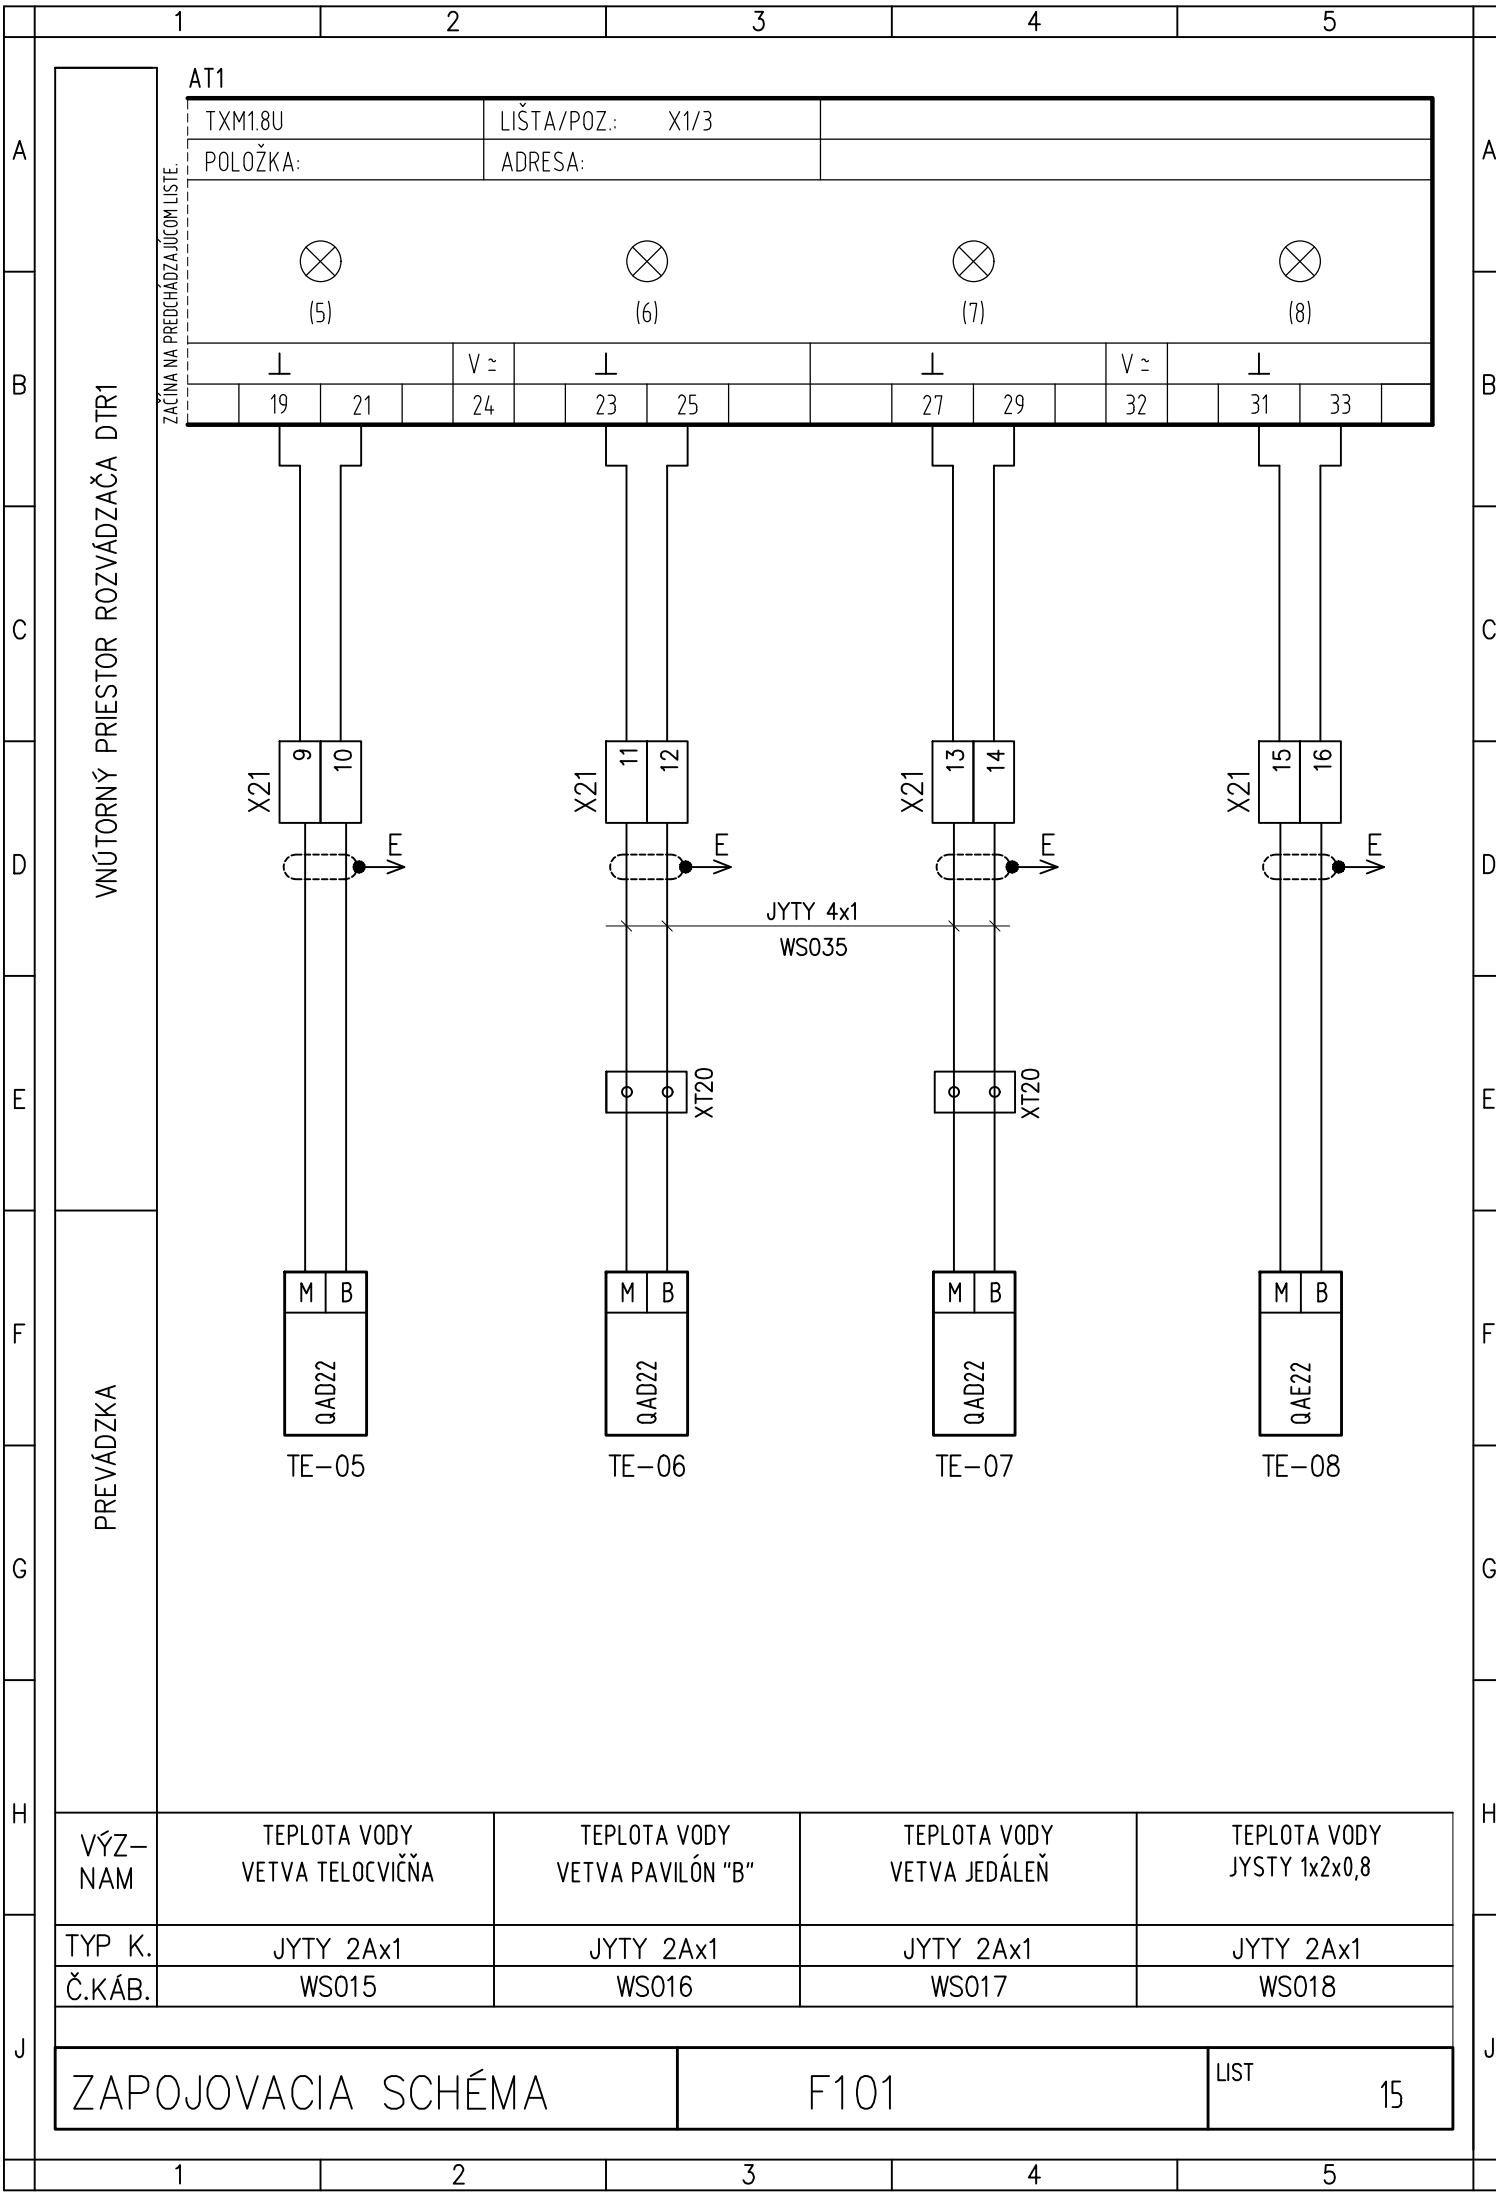 1 2 3 4 5
AT1
TXM1.8U LIŠTA/POZ.: X1/3
POLOŽKA: ADRESA:
ZAČÍNA NA PREDCHÁDZAJÚCOM LISTE.
A A
(5) (6) (7) (8)
V ≃ V ≃
B B
19 21 24 23 25 27 29 32 31 33
VNÚTORNÝ PRIESTOR ROZVÁDZAČA DTR1
C C
X21 9 10 X21 11 12 X21 13 14 X21 15 16
E E E E
D D
JYTY 4x1
WS035
E E
XT20 XT20
M B M B M B M B
F F
QAD22 QAD22 QAD22 QAE22
TE-05 TE-06 TE-07 TE-08
PREVÁDZKA
G G
H H
VÝZ-
NAM
TEPLOTA VODY
VETVA TELOCVIČŇA
TEPLOTA VODY
VETVA PAVILÓN "B"
TEPLOTA VODY
VETVA JEDÁLEŇ
TEPLOTA VODY
JYSTY 1x2x0,8
TYP K. JYTY 2Ax1 JYTY 2Ax1 JYTY 2Ax1 JYTY 2Ax1
Č.KÁB. WS015 WS016 WS017 WS018
J J
ZAPOJOVACIA SCHÉMA F101 LIST 15
1 2 3 4 5